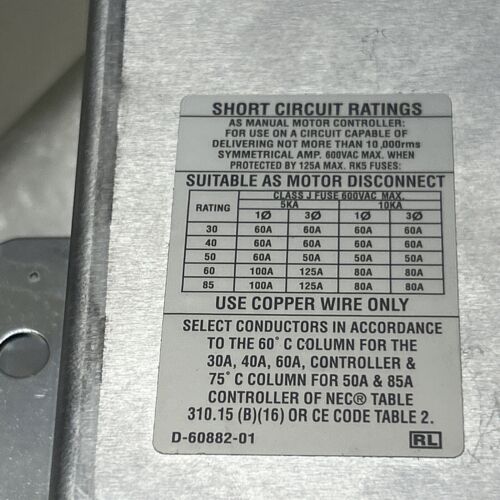 SHORT CIRCUIT RATINGS
AS MANUAL MOTOR CONTROLLER:
FOR USE ON A CIRCUIT CAPABLE OF
DELIVERING NOT MORE THAN 10,000rms
SYMMETRICAL AMP. 600VAC MAX. WHEN
PROTECTED BY 125A MAX. RK5 FUSES:
SUITABLE AS MOTOR DISCONNECT
CLASS J FUSE 600VAC MAX.
RATING 5KA 10KA
1Ø 3Ø 1Ø 3Ø
30 60A 60A 60A 60A
40 60A 60A 60A 60A
50 60A 50A 50A 50A
60 100A 125A 80A 80A
85 100A 125A 80A 80A
USE COPPER WIRE ONLY
SELECT CONDUCTORS IN ACCORDANCE
TO THE 60° C COLUMN FOR THE
30A, 40A, 60A, CONTROLLER &
75° C COLUMN FOR 50A & 85A
CONTROLLER OF NEC® TABLE
310.15 (B)(16) OR CE CODE TABLE 2.
D-60882-01 RL